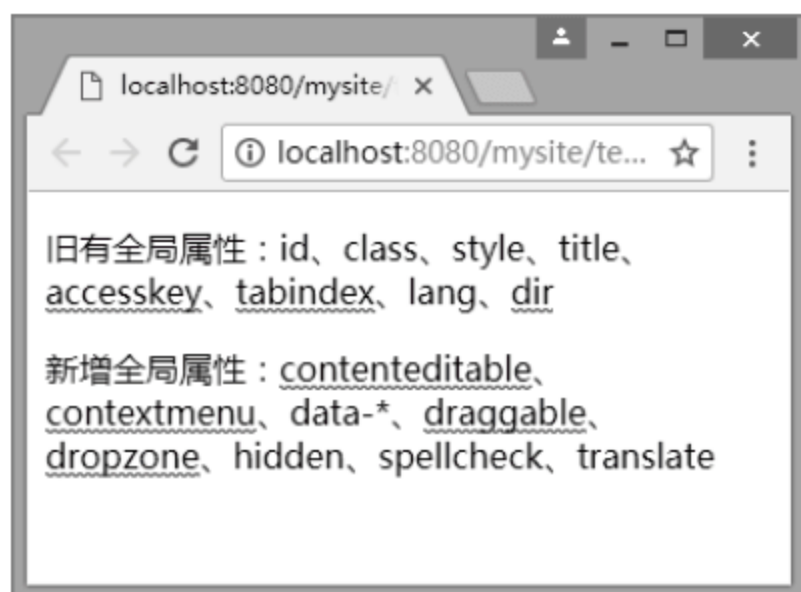 localhost:8080/mysite/
localhost:8080/mysite/te...
旧有全局属性：id、class、style、title、
accesskey、tabindex、lang、dir
新增全局属性：contenteditable、
contextmenu、data-*、draggable、
dropzone、hidden、spellcheck、translate